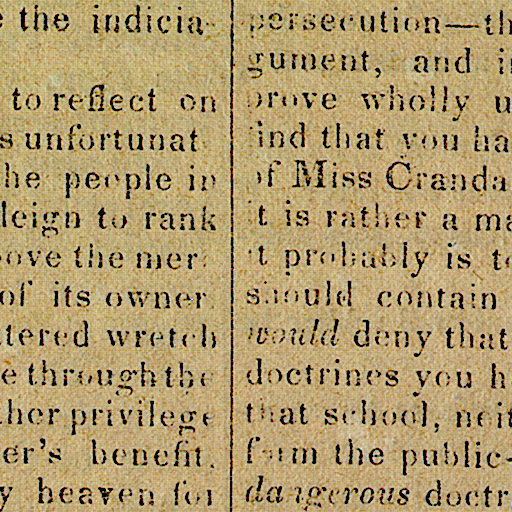 the indicia-
to reflect on
unfortunat
he people in
deign to rank
ove the mer
of its owner
tered wretch
e through the
her privilege
er's benefit.
y heaven for
persecution—th
gument, and i
prove wholly u
find that you ha
of Miss Cranda
it is rather a ma
it probably is t
should contain
would deny that
doctrines you h
that school, neit
from the public-
dangerous doctr